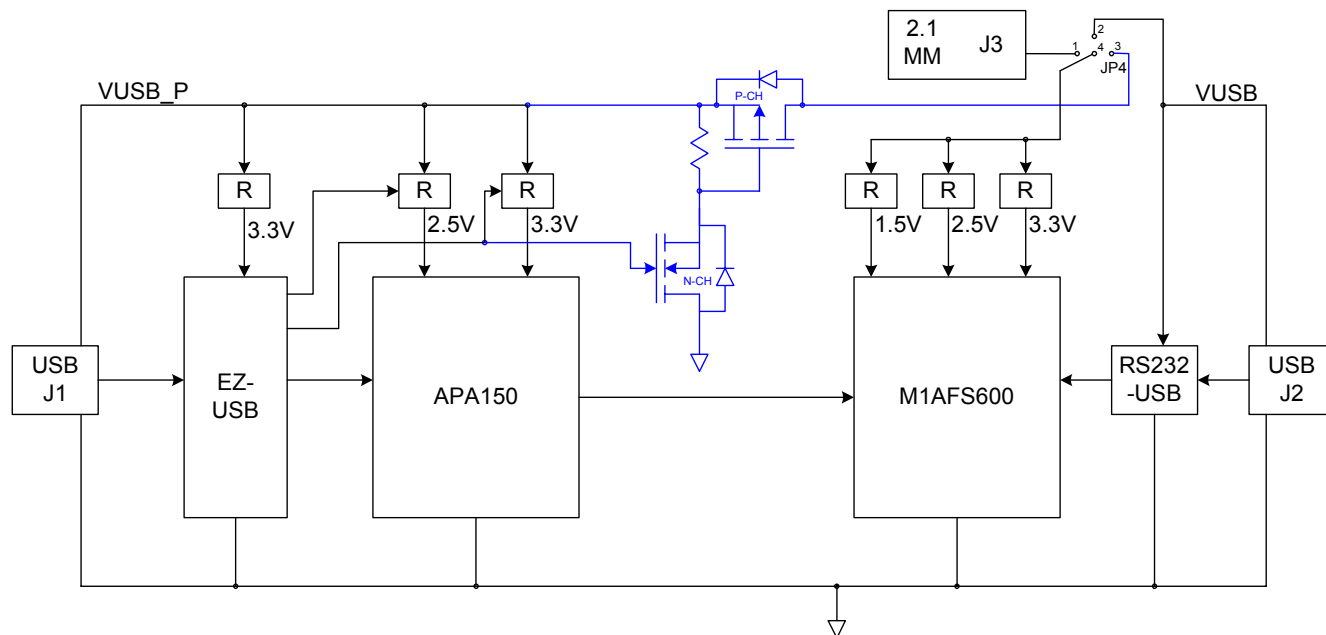 2.1
MM
J3
2
1
4
3
JP4
VUSB_P
P-CH
VUSB
R
R
R
R
R
R
3.3V
2.5V
3.3V
1.5V
2.5V
3.3V
N-CH
USB
J1
EZ-
USB
APA150
M1AFS600
RS232
-USB
USB
J2